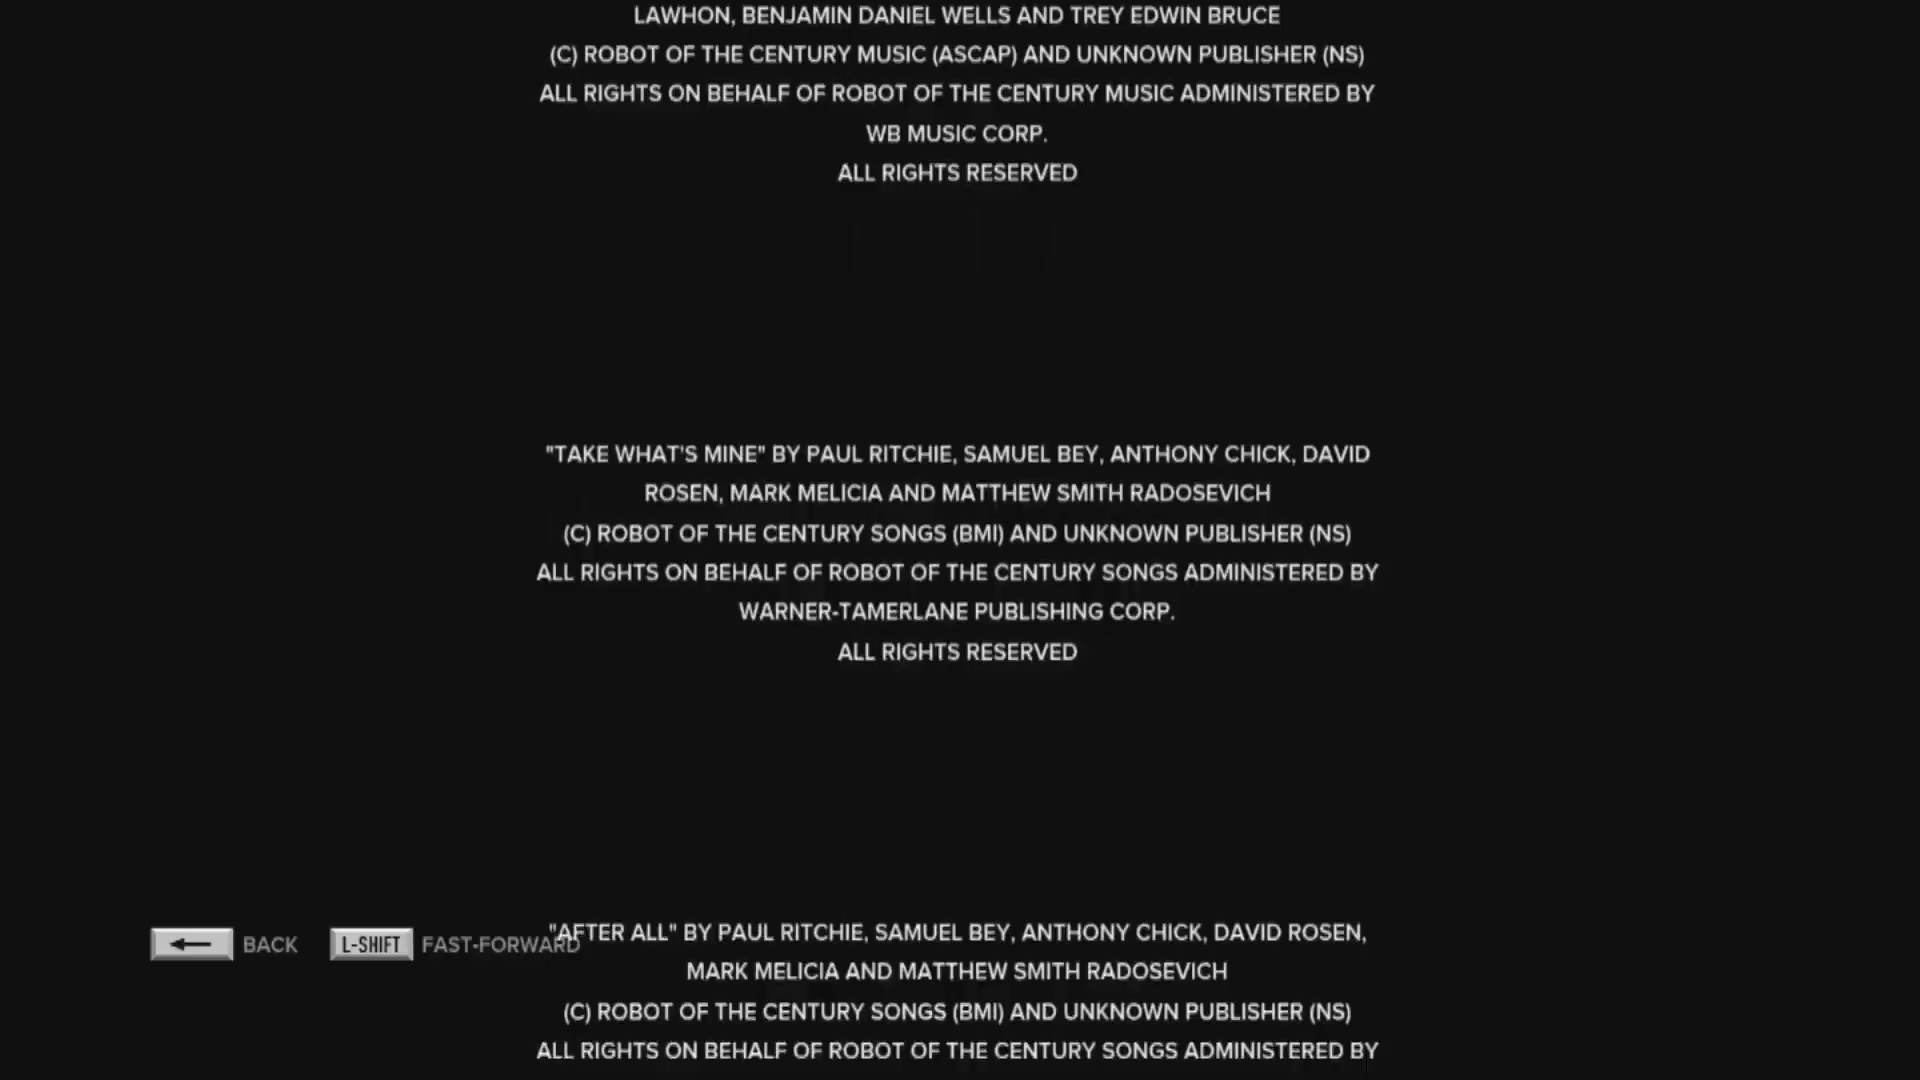 LAWHON, BENJAMIN DANIEL WELLS AND TREY EDWIN BRUCE
(C) ROBOT OF THE CENTURY MUSIC (ASCAP) AND UNKNOWN PUBLISHER (NS)
ALL RIGHTS ON BEHALF OF ROBOT OF THE CENTURY MUSIC ADMINISTERED BY
WB MUSIC CORP.
ALL RIGHTS RESERVED
"TAKE WHAT'S MINE" BY PAUL RITCHIE, SAMUEL BEY, ANTHONY CHICK, DAVID
ROSEN, MARK MELICIA AND MATTHEW SMITH RADOSEVICH
(C) ROBOT OF THE CENTURY SONGS (BMI) AND UNKNOWN PUBLISHER (NS)
ALL RIGHTS ON BEHALF OF ROBOT OF THE CENTURY SONGS ADMINISTERED BY
WARNER-TAMERLANE PUBLISHING CORP.
ALL RIGHTS RESERVED
"AFTER ALL" BY PAUL RITCHIE, SAMUEL BEY, ANTHONY CHICK, DAVID ROSEN,
MARK MELICIA AND MATTHEW SMITH RADOSEVICH
(C) ROBOT OF THE CENTURY SONGS (BMI) AND UNKNOWN PUBLISHER (NS)
ALL RIGHTS ON BEHALF OF ROBOT OF THE CENTURY SONGS ADMINISTERED BY
BACK L-SHIFT FAST-FORWARD